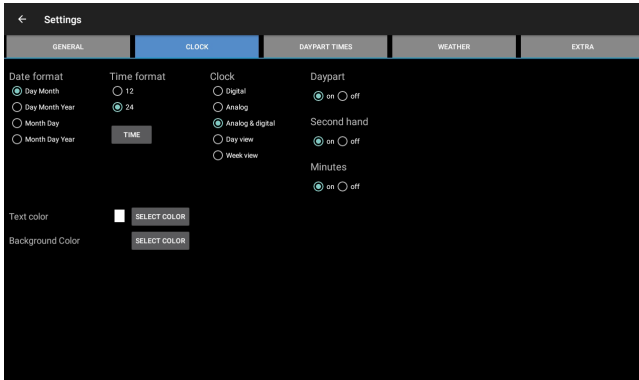 Settings
GENERAL
CLOCK
DAYPART TIMES
WEATHER
EXTRA
Date format
Day Month
Day Month Year
Month Day
Month Day Year
Time format
12
24
TIME
Clock
Digital
Analog
Analog & digital
Day view
Week view
Daypart
on off
Second hand
on off
Minutes
on off
Text color
SELECT COLOR
Background Color
SELECT COLOR